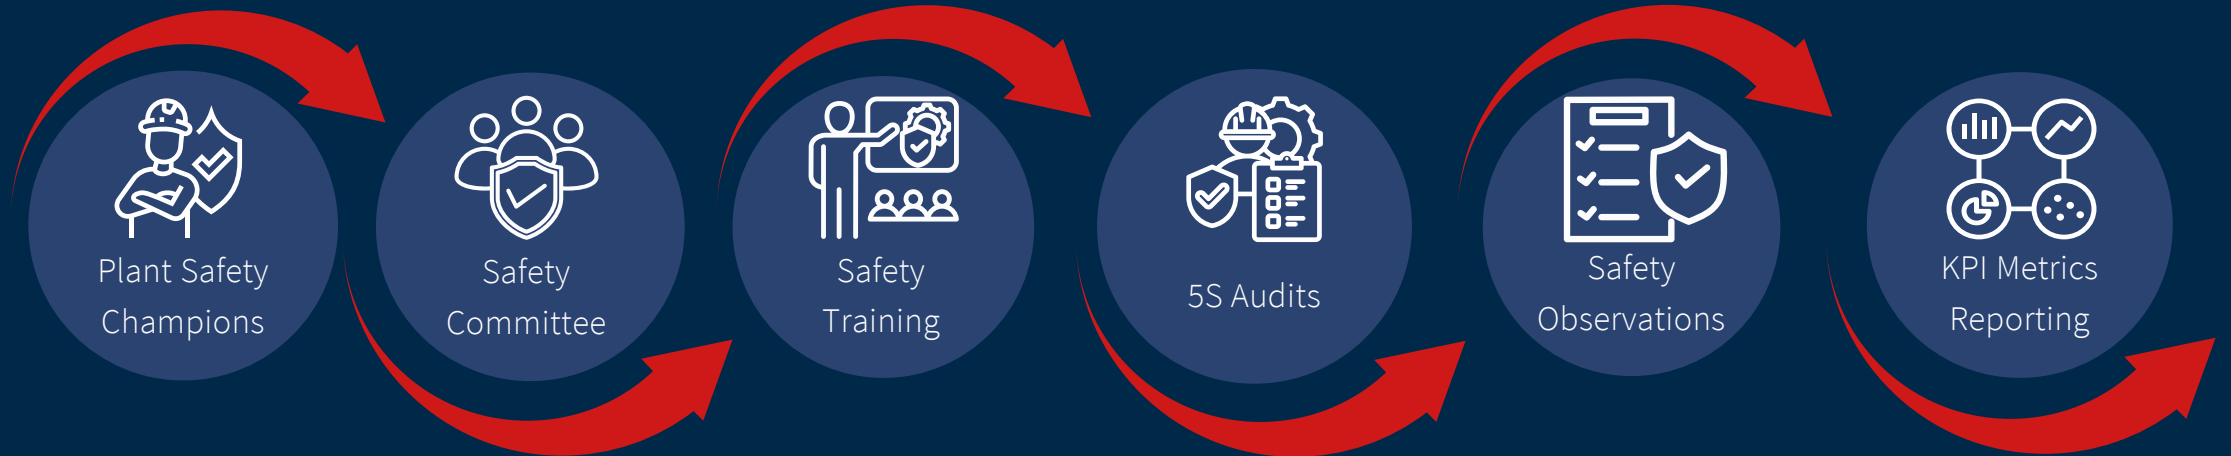 Plant Safety
Champions
Safety
Committee
Safety
Training
5S Audits
Safety
Observations
KPI Metrics
Reporting